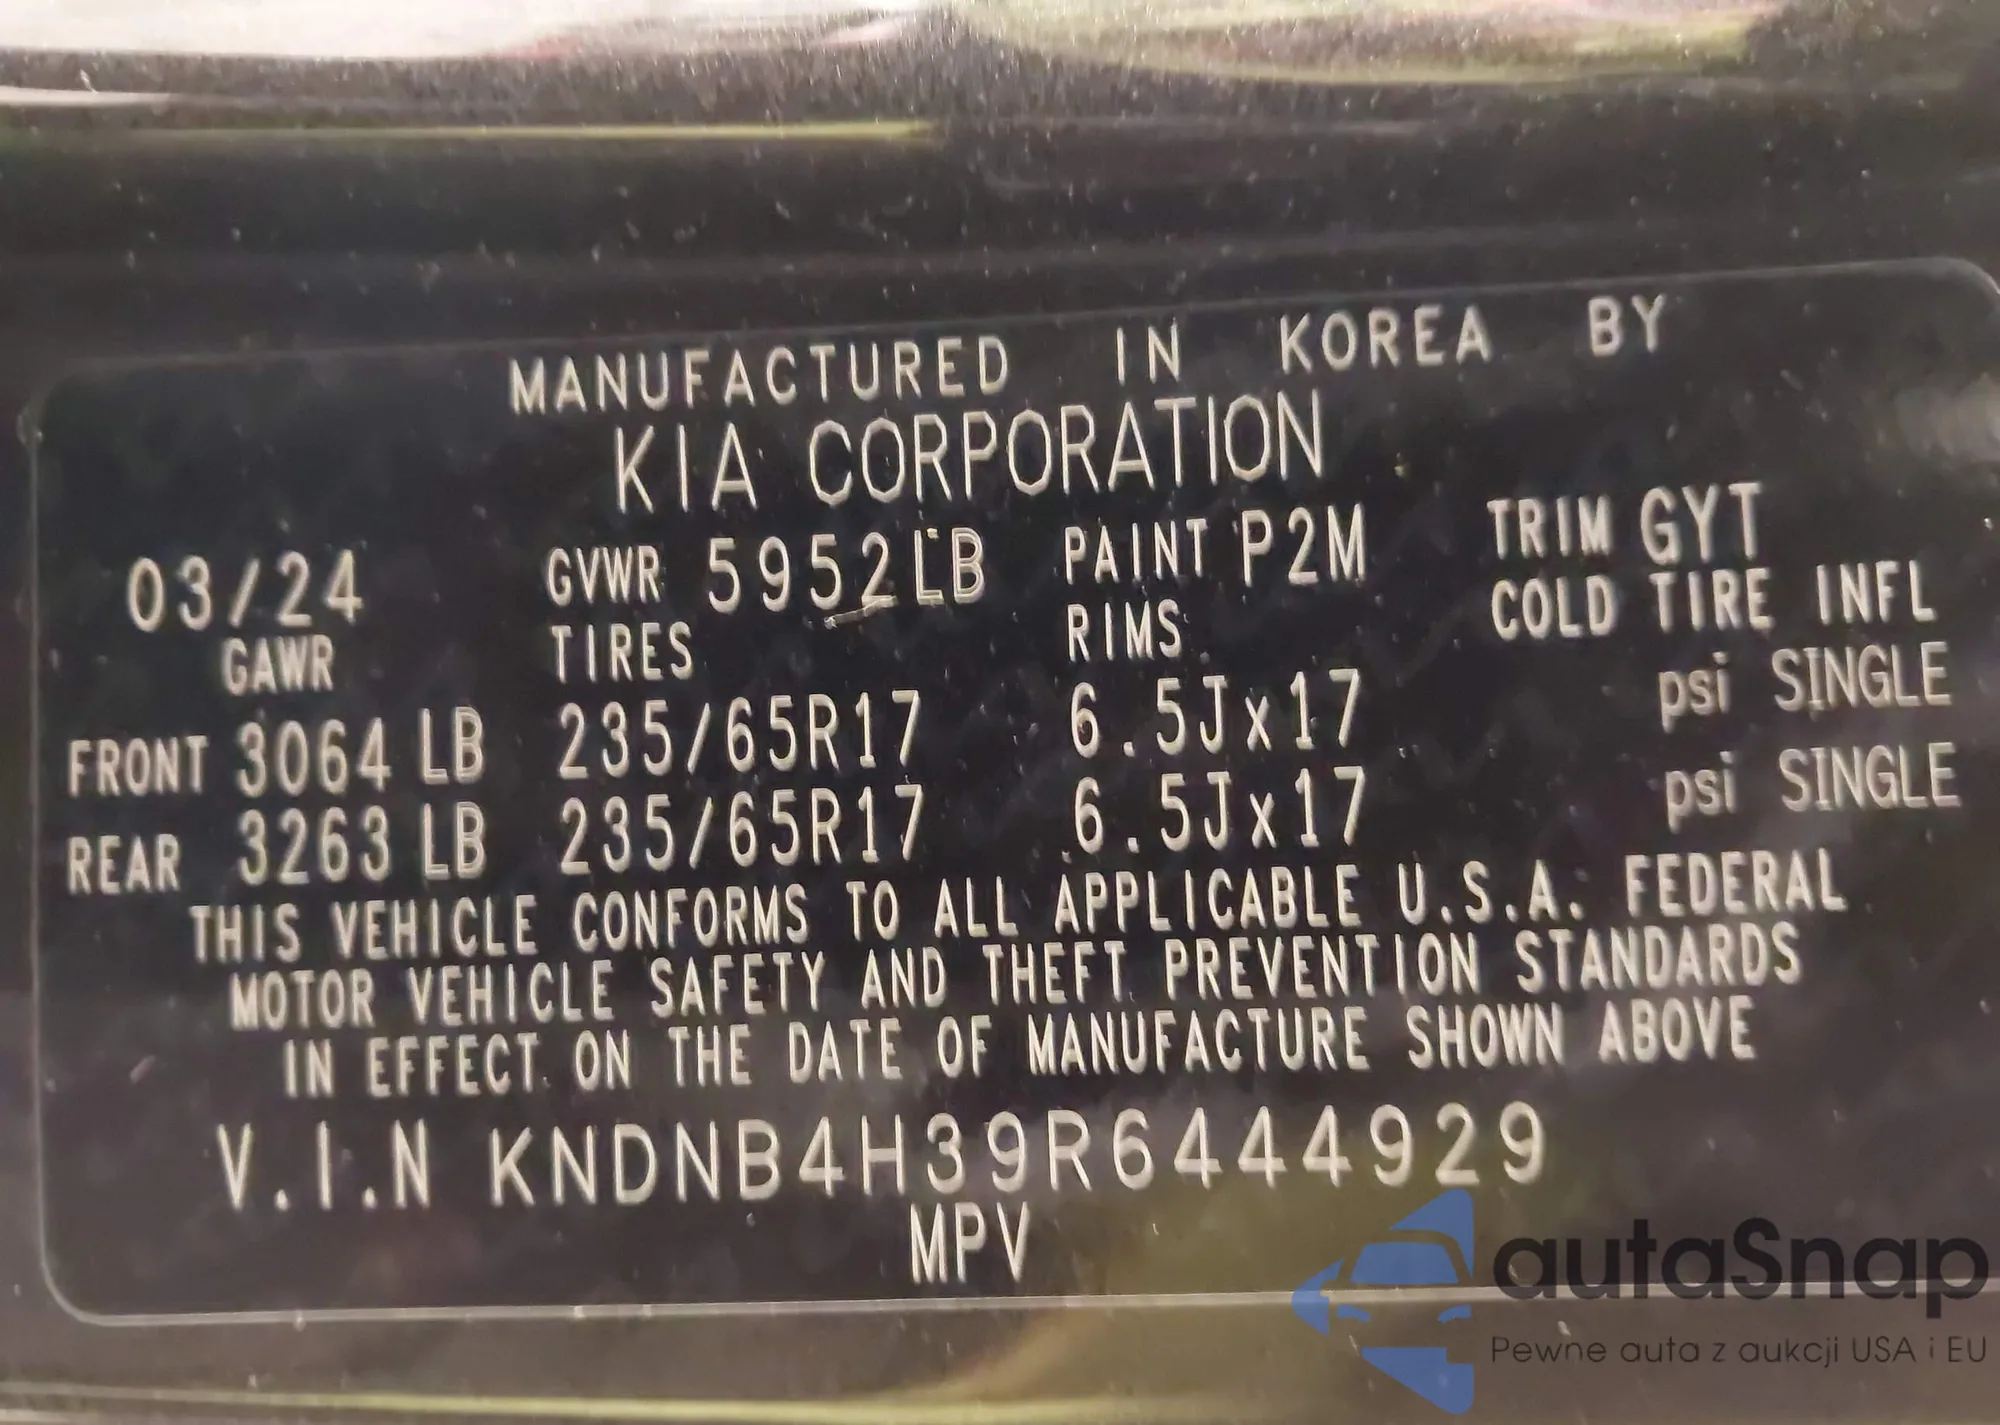 MANUFACTURED IN KOREA BY
KIA CORPORATION
03/24 GVWR 5952LB PAINT P2M TRIM GYT
GAWR TIRES RIMS COLD TIRE INFL
FRONT 3064 LB 235/65R17 6.5Jx17 psi SINGLE
REAR 3263 LB 235/65R17 6.5Jx17 psi SINGLE
THIS VEHICLE CONFORMS TO ALL APPLICABLE U.S.A. FEDERAL
MOTOR VEHICLE SAFETY AND THEFT PREVENTION STANDARDS
IN EFFECT ON THE DATE OF MANUFACTURE SHOWN ABOVE
V.I.N KNDNB4H39R6444929
MPV
autaSnap
Pewne auta z aukcji USA i EU